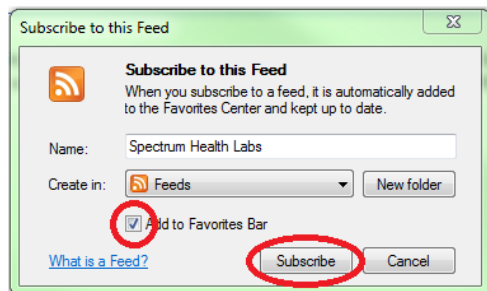 Subscribe to this Feed
Subscribe to this Feed
When you subscribe to a feed, it is automatically added
to the Favorites Center and kept up to date.
Name: Spectrum Health Labs
Create in: Feeds New folder
Add to Favorites Bar
What is a Feed? Subscribe Cancel